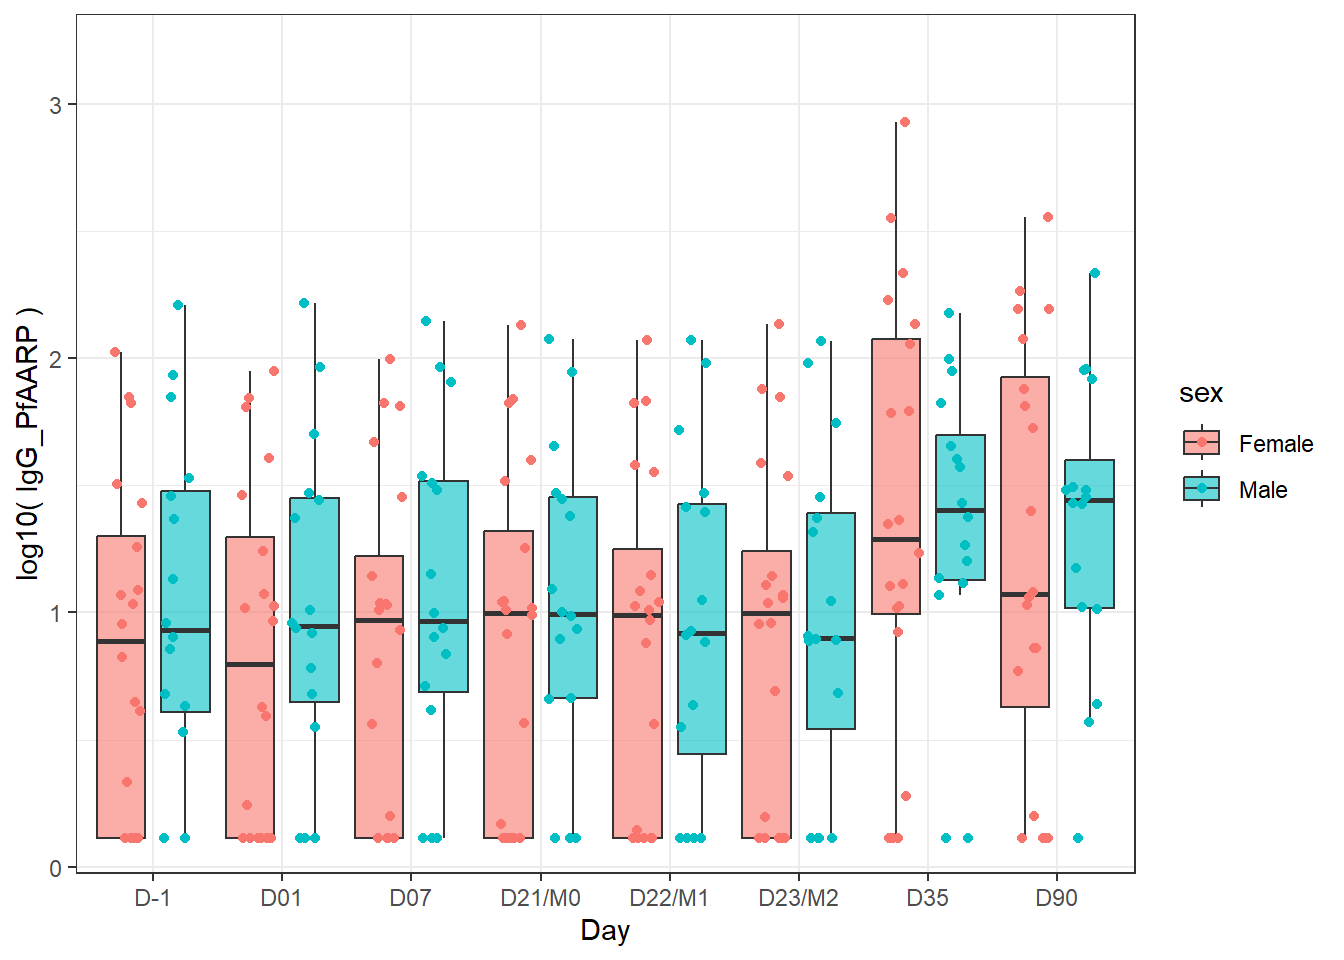 3
2
1
0
log10( IgG_PfAARP )
D-1 D01 D07 D21/M0 D22/M1 D23/M2 D35 D90
Day
sex
Female
Male